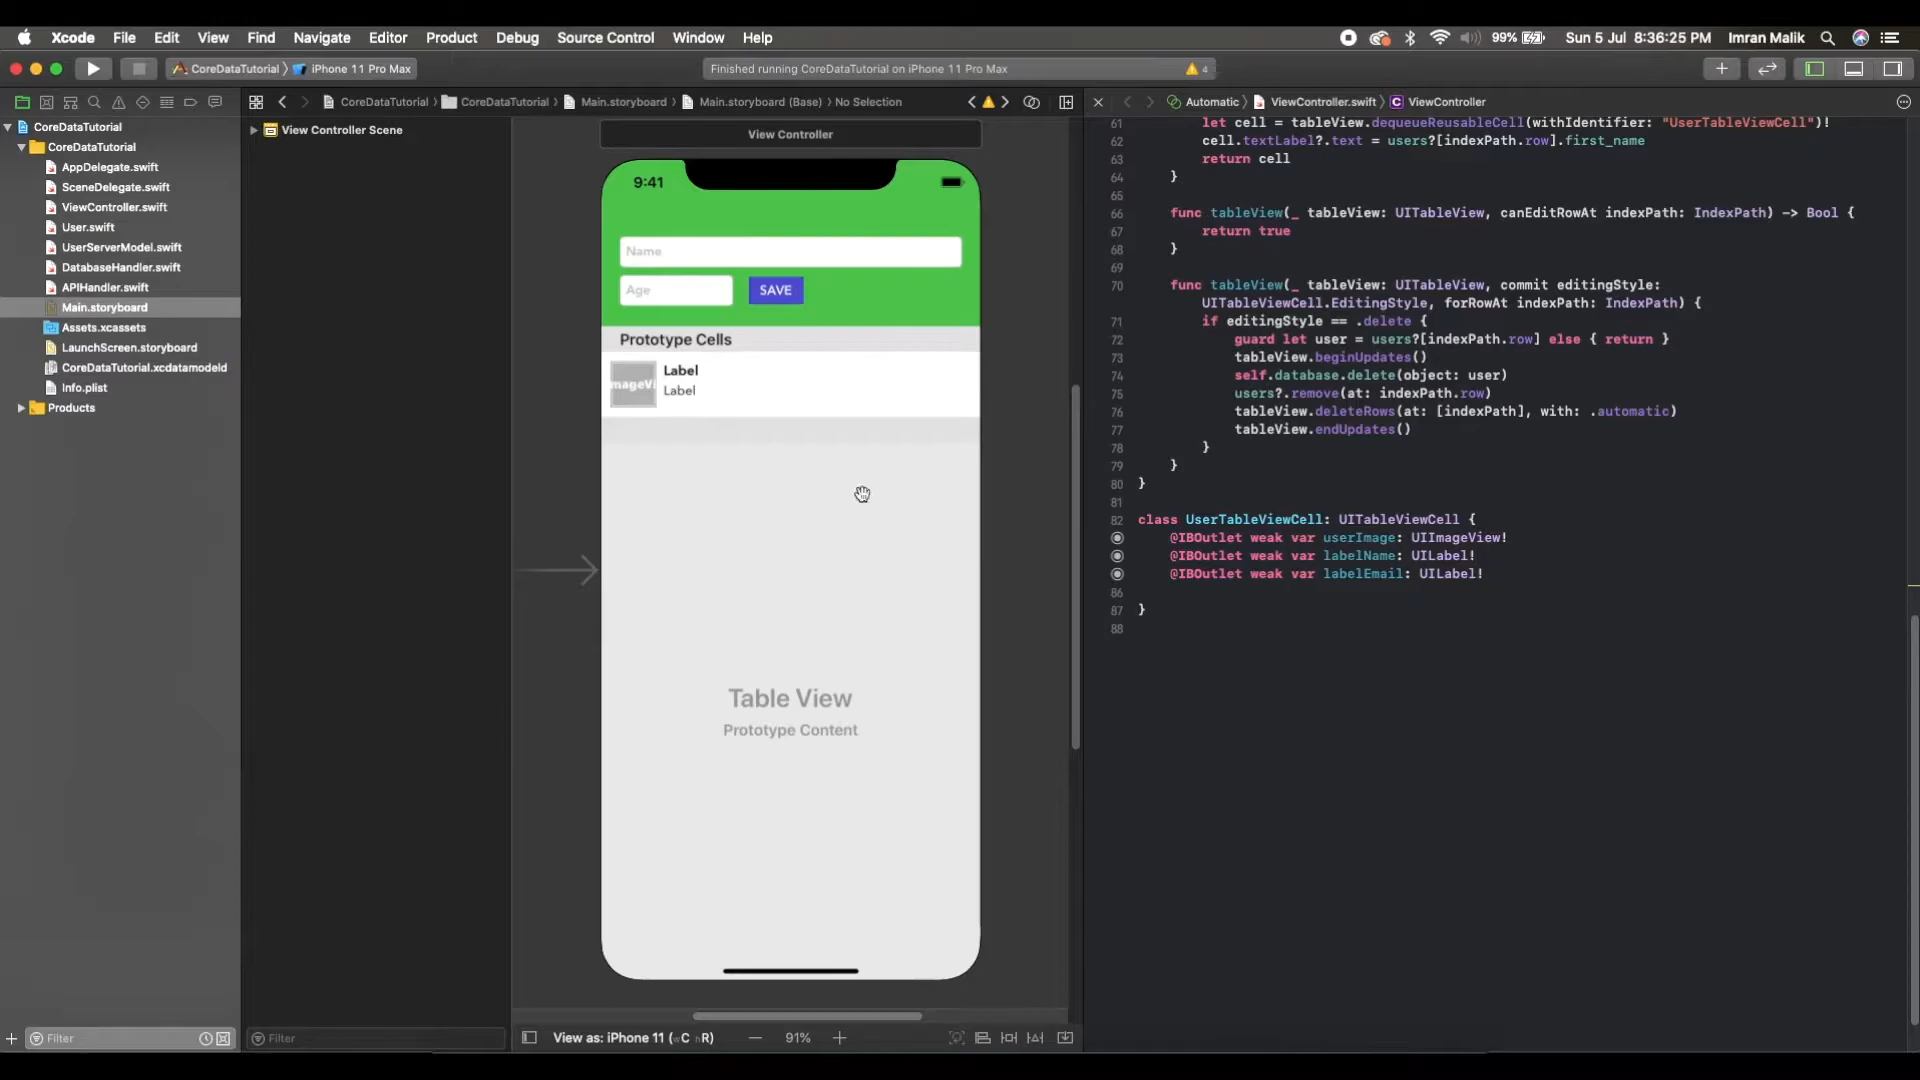 Xcode File Edit View Find Navigate Editor Product Debug Source Control Window Help 99% Sun 5 Jul 8:36:25 PM Imran Malik
CoreDataTutorial iPhone 11 Pro Max Finished running CoreDataTutorial on iPhone 11 Pro Max 4
CoreDataTutorial CoreDataTutorial Main.storyboard Main.storyboard (Base) No Selection
Automatic ViewController.swift C ViewController
CoreDataTutorial
CoreDataTutorial
AppDelegate.swift
SceneDelegate.swift
ViewController.swift
User.swift
UserServerModel.swift
DatabaseHandler.swift
APIHandler.swift
Main.storyboard
Assets.xcassets
LaunchScreen.storyboard
CoreDataTutorial.xcdatamodeld
Info.plist
Products
Filter
View Controller Scene
Filter
View Controller
9:41
Name
Age SAVE
Prototype Cells
mageVi
Label
Label
Table View
Prototype Content
View as: iPhone 11 (wC hR) 91%
61 let cell = tableView.dequeueReusableCell(withIdentifier: "UserTableViewCell")!
62 cell.textLabel?.text = users?[indexPath.row].first_name
63 return cell
64 }
65
66 func tableView(_ tableView: UITableView, canEditRowAt indexPath: IndexPath) -> Bool {
67 return true
68 }
69
70 func tableView(_ tableView: UITableView, commit editingStyle:
UITableViewCell.EditingStyle, forRowAt indexPath: IndexPath) {
71 if editingStyle == .delete {
72 guard let user = users?[indexPath.row] else { return }
73 tableView.beginUpdates()
74 self.database.delete(object: user)
75 users?.remove(at: indexPath.row)
76 tableView.deleteRows(at: [indexPath], with: .automatic)
77 tableView.endUpdates()
78 }
79 }
80 }
81
82 class UserTableViewCell: UITableViewCell {
@IBOutlet weak var userImage: UIImageView!
@IBOutlet weak var labelName: UILabel!
@IBOutlet weak var labelEmail: UILabel!
86
87 }
88